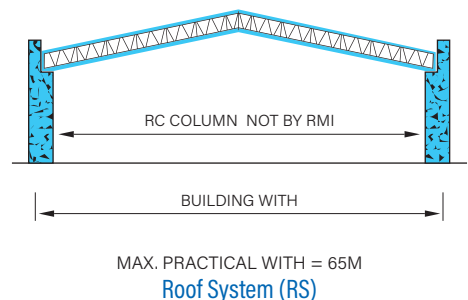 RC COLUMN NOT BY RMI
BUILDING WITH
MAX. PRACTICAL WITH = 65M
Roof System (RS)